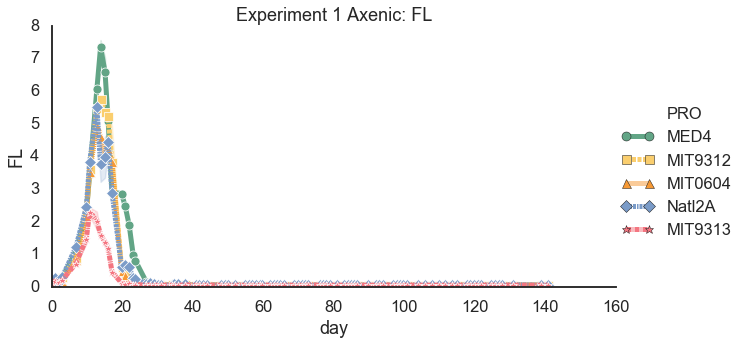 Experiment 1 Axenic: FL
8
7
6
5
4
3
2
1
0
FL
0 20 40 60 80 100 120 140 160
day
PRO
MED4
MIT9312
MIT0604
Natl2A
MIT9313